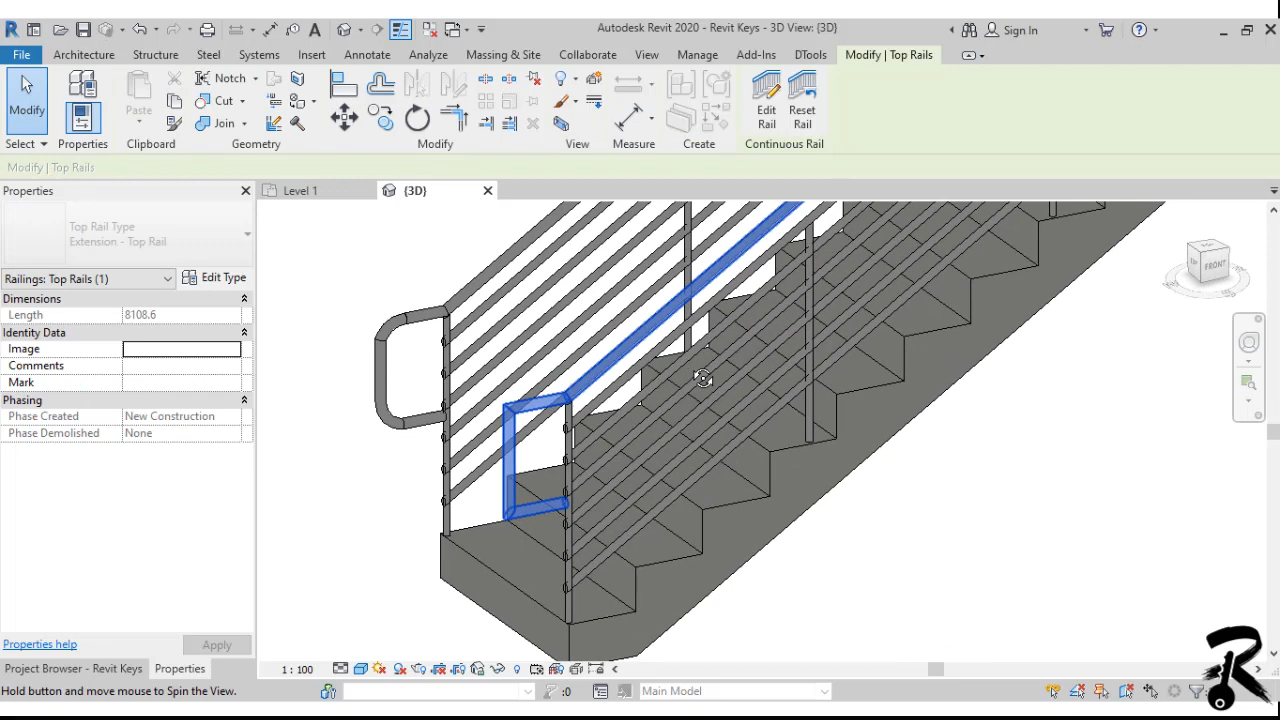 Autodesk Revit 2020 - Revit Keys - 3D View: {3D}
Sign In
File Architecture Structure Steel Systems Insert Annotate Analyze Massing & Site Collaborate View Manage Add-Ins DTools Modify | Top Rails
Modify
Paste
Notch
Cut
Join
Edit Rail
Reset Rail
Select Properties Clipboard Geometry Modify View Measure Create Continuous Rail
Modify | Top Rails
Properties
Level 1
{3D}
Top Rail Type
Extension - Top Rail
Railings: Top Rails (1)
Edit Type
Dimensions
Length 8108.6
Identity Data
Image
Comments
Mark
Phasing
Phase Created New Construction
Phase Demolished None
TOP
FRONT
Properties help
Apply
Project Browser - Revit Keys Properties
1 : 100
Hold button and move mouse to Spin the View.
:0
Main Model